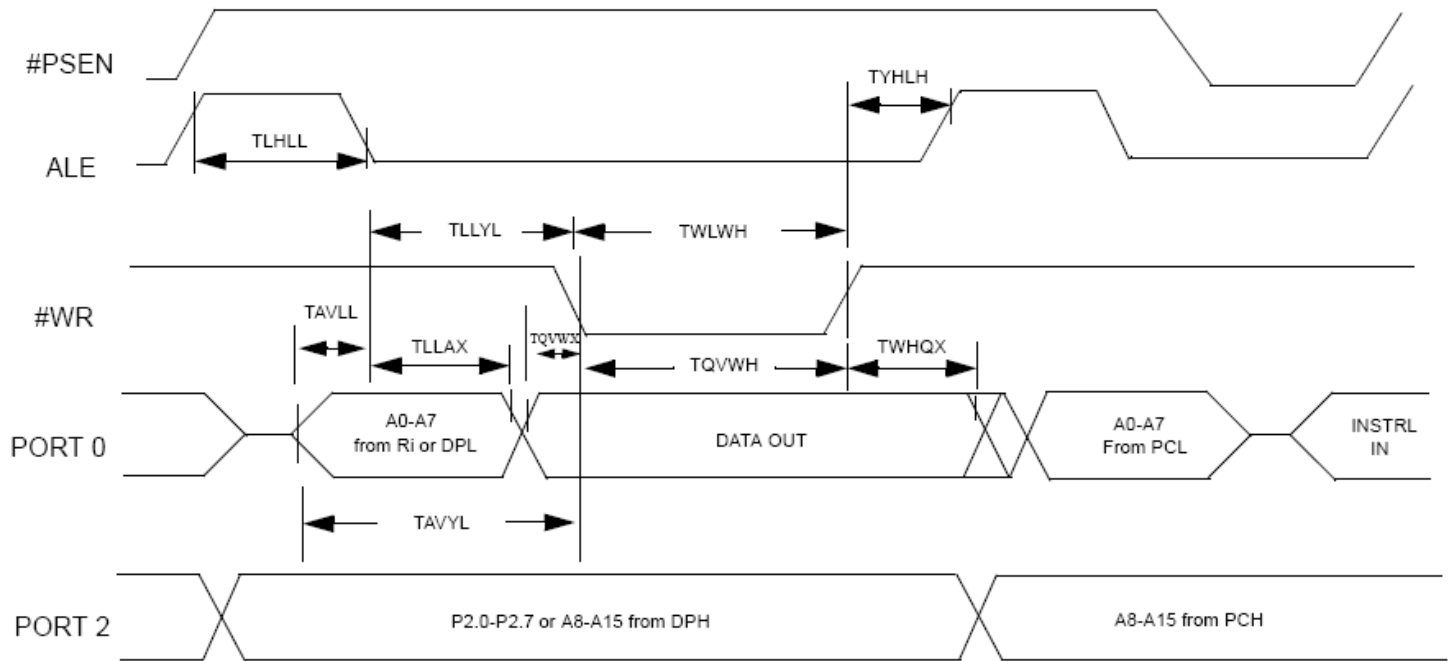 #PSEN
TYHLH
TLHLL
ALE
TLLYL
TWLWH
#WR
TAVLL
TQVWX
TLLAX
TQVWH
TWHQX
PORT 0
A0-A7
from Ri or DPL
DATA OUT
A0-A7
From PCL
INSTRL
IN
TAVYL
PORT 2
P2.0-P2.7 or A8-A15 from DPH
A8-A15 from PCH